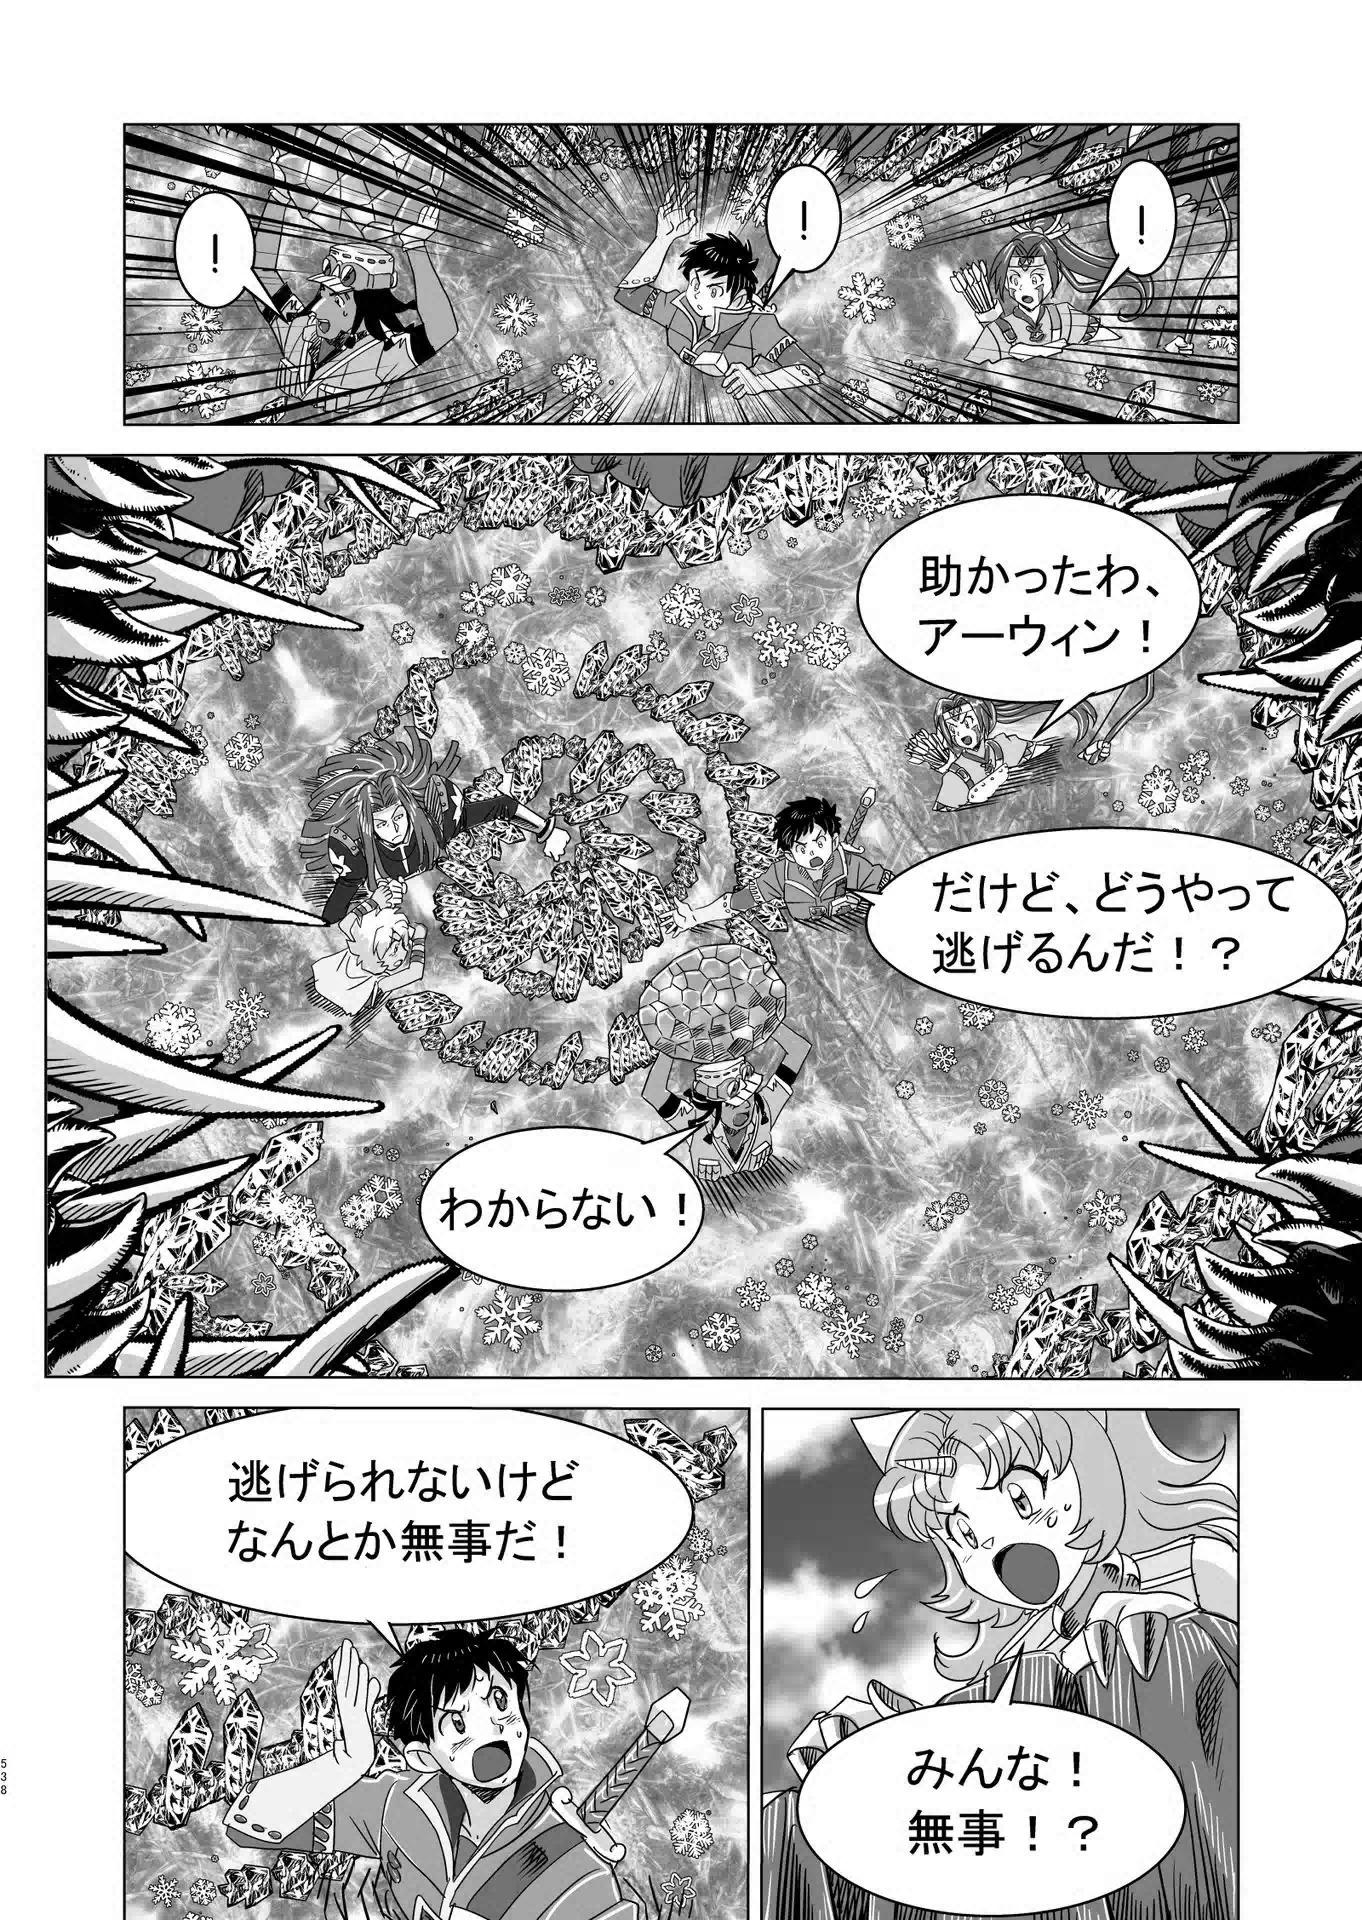 ！
！
！
助かったわ、
アーウィン！
だけど、どうやって
逃げるんだ！？
わからない！
みんな！
無事！？
逃げられないけど
なんとか無事だ！
538